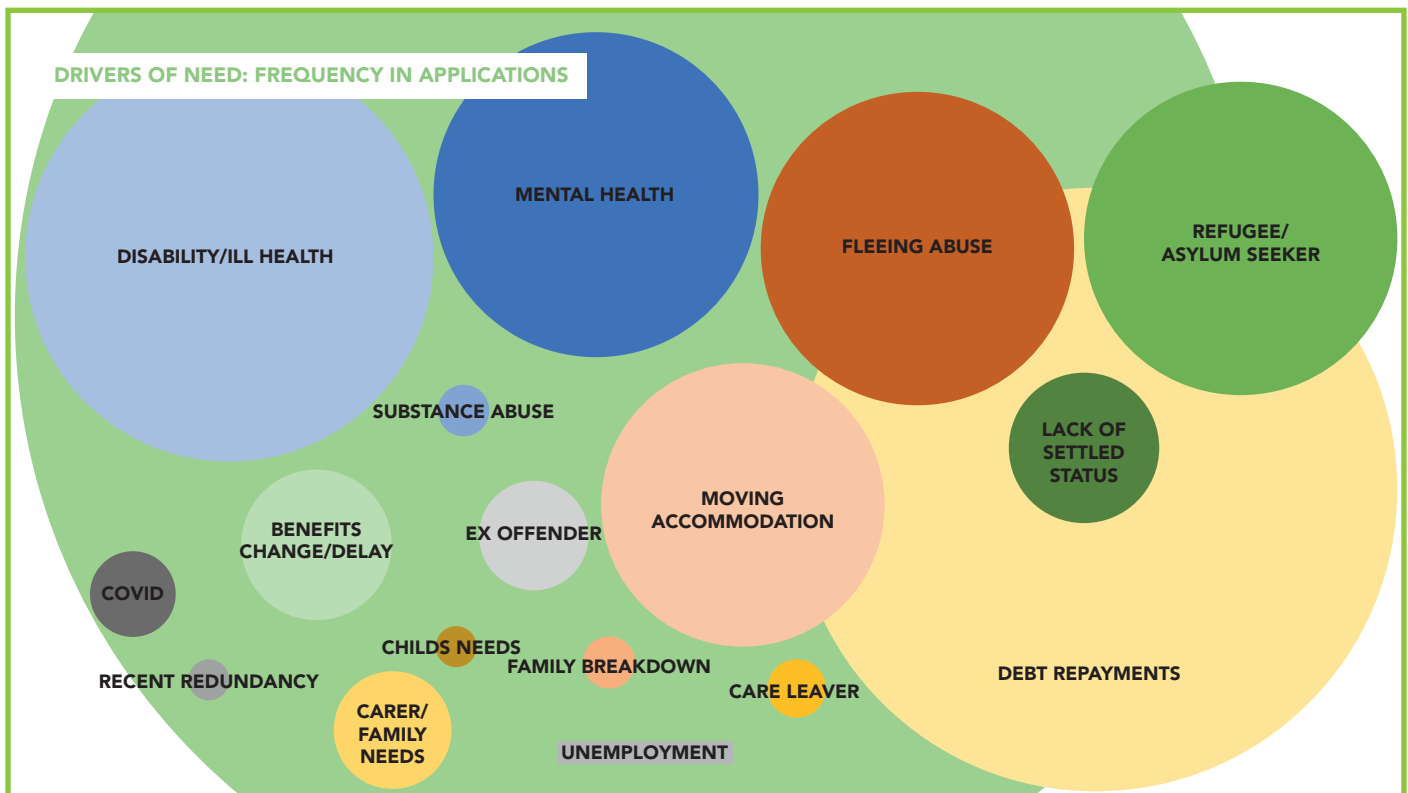 DRIVERS OF NEED: FREQUENCY IN APPLICATIONS
MENTAL HEALTH
DISABILITY/ILL HEALTH
FLEEING ABUSE
REFUGEE/
ASYLUM SEEKER
SUBSTANCE ABUSE
LACK OF
SETTLED
STATUS
MOVING
ACCOMMODATION
BENEFITS
CHANGE/DELAY
EX OFFENDER
COVID
CHILDS NEEDS
FAMILY BREAKDOWN
RECENT REDUNDANCY
CARE LEAVER
DEBT REPAYMENTS
CARER/
FAMILY
NEEDS
UNEMPLOYMENT